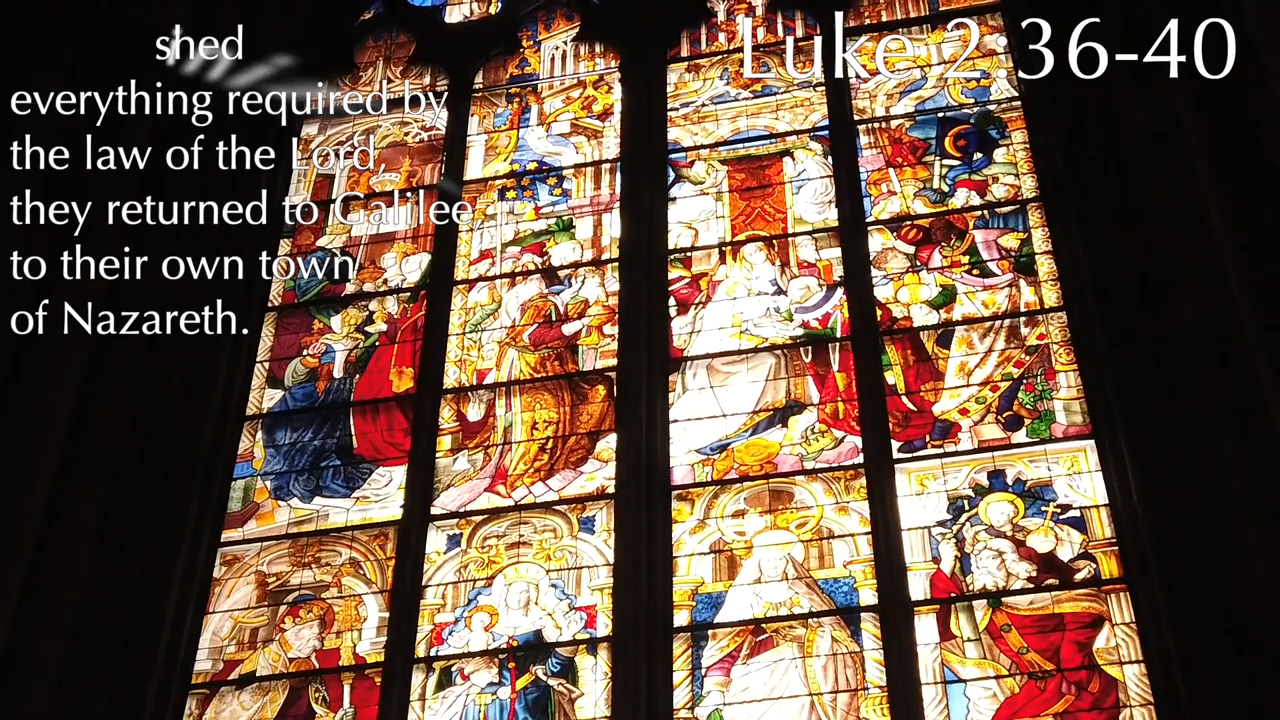 Luke 2:36-40
shed
everything required by
the law of the Lord,
they returned to Galilee,
to their own town
of Nazareth.